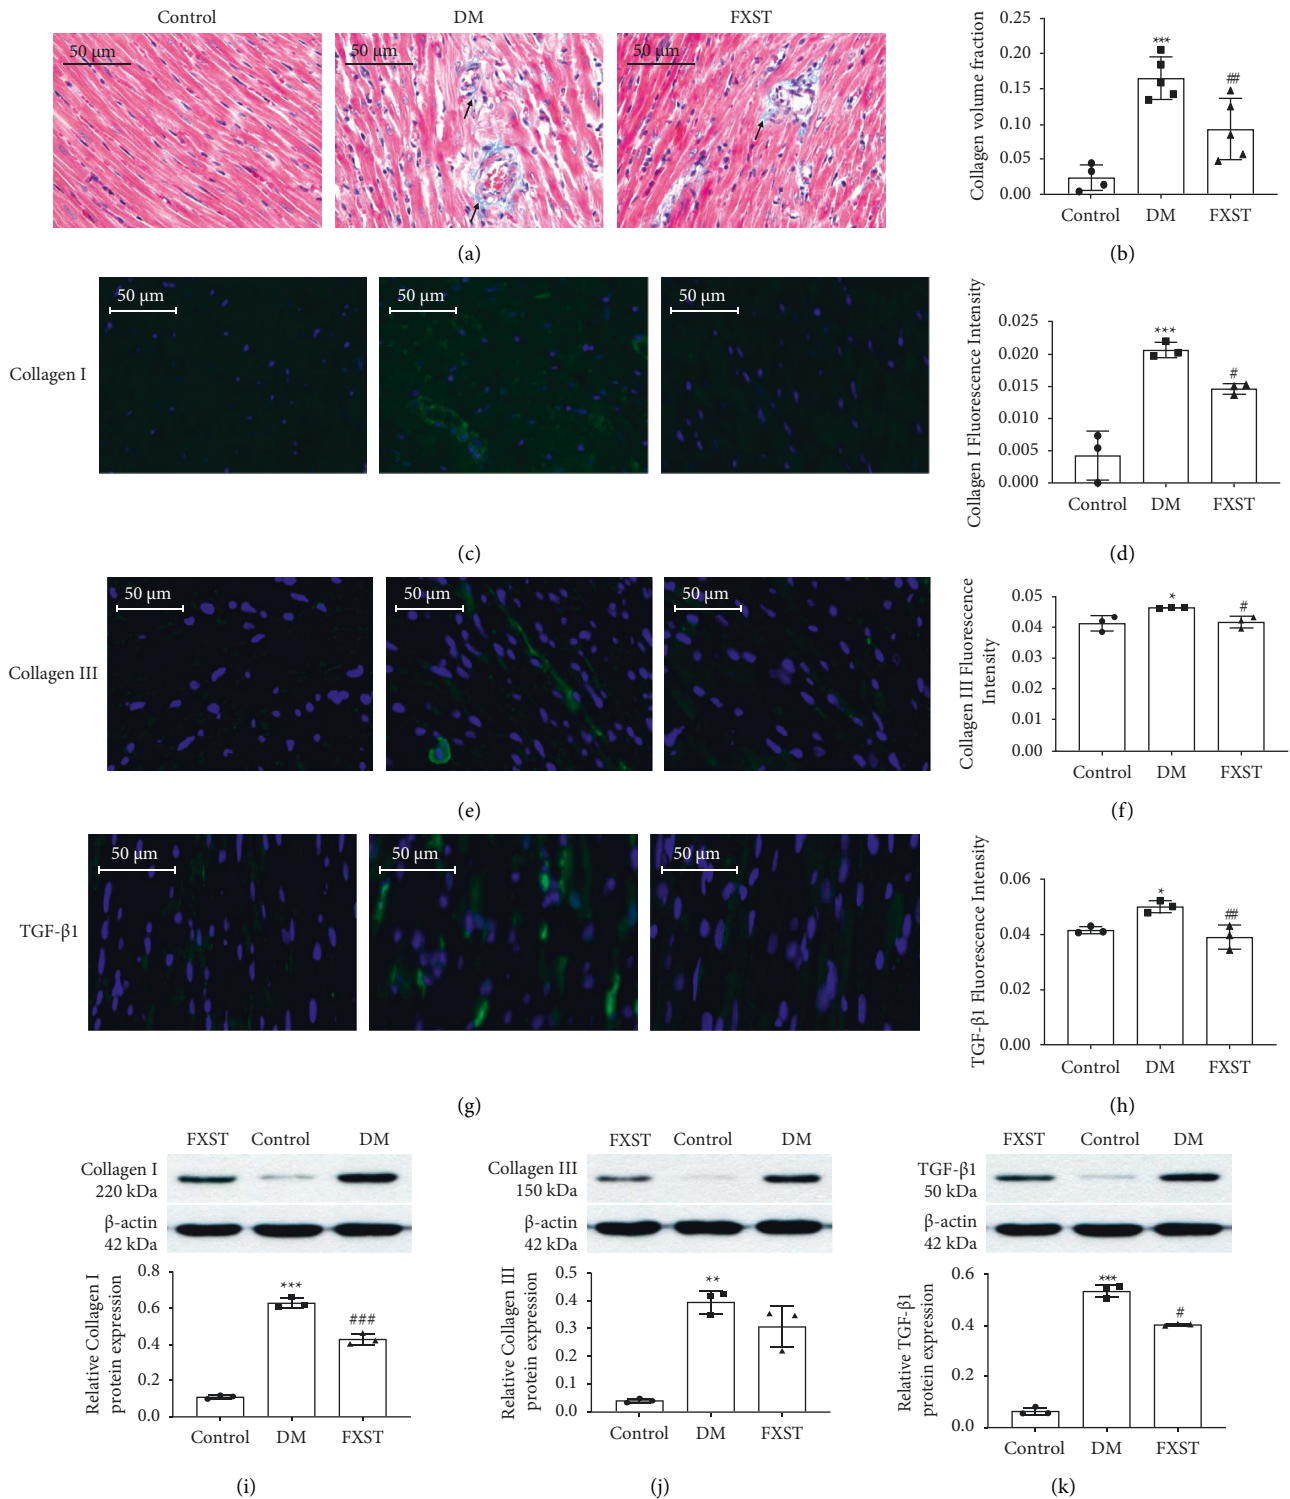 Control DM FXST
50 μm 50 μm 50 μm
(a)
Collagen volume fraction
0.25
0.20
0.15
0.10
0.05
0.00
***
##
Control DM FXST
(b)
Collagen I
50 μm 50 μm 50 μm
(c)
Collagen I Fluorescence Intensity
0.025
0.020
0.015
0.010
0.005
0.000
***
#
Control DM FXST
(d)
Collagen III
50 μm 50 μm 50 μm
(e)
Collagen III Fluorescence
Intensity
0.05
0.04
0.03
0.02
0.01
0.00
*
#
Control DM FXST
(f)
TGF-β1
50 μm 50 μm 50 μm
(g)
TGF-β1 Fluorescence Intensity
0.06
0.04
0.02
0.00
*
##
Control DM FXST
(h)
FXST Control DM
Collagen I
220 kDa
β-actin
42 kDa
Relative Collagen I
protein expression
0.8
0.6
0.4
0.2
0.0
***
###
Control DM FXST
(i)
FXST Control DM
Collagen III
150 kDa
β-actin
42 kDa
Relative Collagen III
protein expression
0.5
0.4
0.3
0.2
0.1
0.0
**
Control DM FXST
(j)
FXST Control DM
TGF-β1
50 kDa
β-actin
42 kDa
Relative TGF-β1
protein expression
0.6
0.4
0.2
0.0
***
#
Control DM FXST
(k)